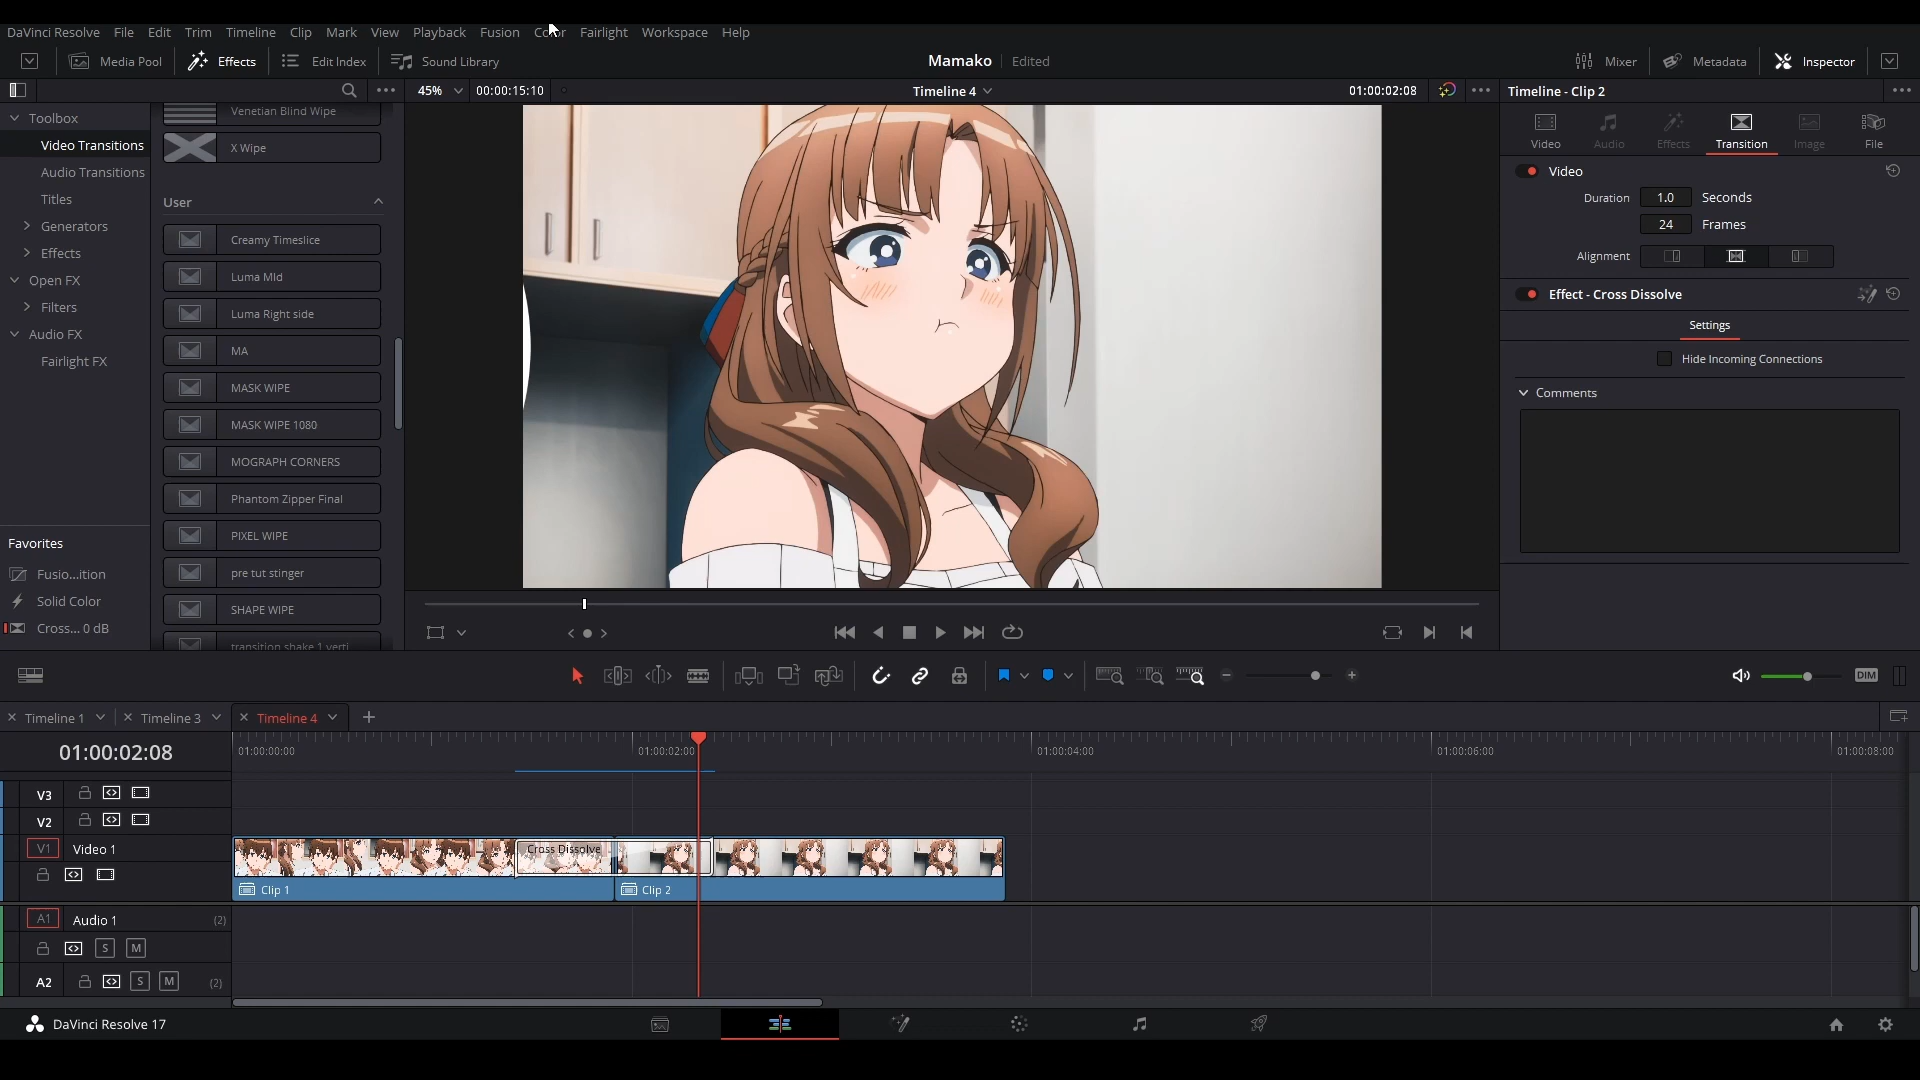 DaVinci Resolve File Edit Trim Timeline Clip Mark View Playback Fusion Color Fairlight Workspace Help
Media Pool Effects Edit Index Sound Library Mamako Edited Mixer Metadata Inspector
45% 00:00:15:10 Timeline 4 01:00:02:08 Timeline - Clip 2
Toolbox
Video Transitions
Audio Transitions
Titles
Generators
Effects
Open FX
Filters
Audio FX
Fairlight FX
Favorites
Fusio...ition
Solid Color
Cross... 0 dB
Venetian Blind Wipe
X Wipe
User
Creamy Timeslice
Luma MId
Luma Right side
MA
MASK WIPE
MASK WIPE 1080
MOGRAPH CORNERS
Phantom Zipper Final
PIXEL WIPE
pre tut stinger
SHAPE WIPE
transition shake 1 verti
Video Audio Effects Transition Image File
Video
Duration 1.0 Seconds
24 Frames
Alignment
Effect - Cross Dissolve
Settings
Hide Incoming Connections
Comments
DIM
Timeline 1 Timeline 3 Timeline 4
01:00:02:08 01:00:00:00 01:00:02:00 01:00:04:00 01:00:06:00 01:00:08:00
V3
V2
V1 Video 1
Cross Dissolve
Clip 1 Clip 2
A1 Audio 1 (2)
S M
A2 S M (2)
DaVinci Resolve 17